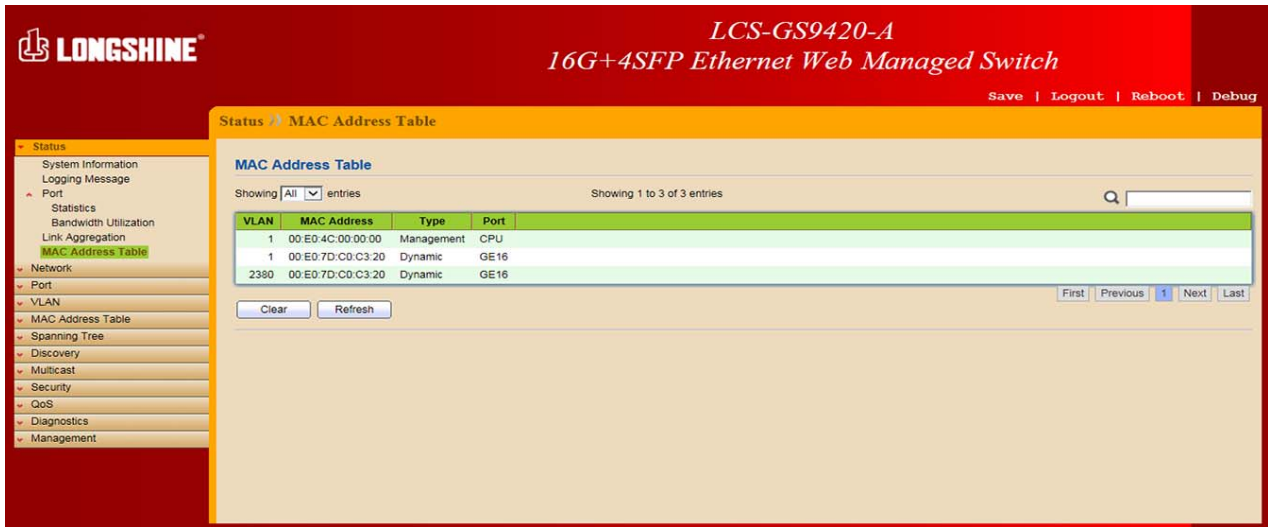 LONGSHINE®
LCS-GS9420-A
16G+4SFP Ethernet Web Managed Switch
Save | Logout | Reboot | Debug
Status » MAC Address Table
Status
System Information
Logging Message
Port
Statistics
Bandwidth Utilization
Link Aggregation
MAC Address Table
Network
Port
VLAN
MAC Address Table
Spanning Tree
Discovery
Multicast
Security
QoS
Diagnostics
Management
MAC Address Table
Showing All entries
Showing 1 to 3 of 3 entries
VLAN MAC Address Type Port
1 00:E0:4C:00:00:00 Management CPU
1 00:E0:7D:C0:C3:20 Dynamic GE16
2380 00:E0:7D:C0:C3:20 Dynamic GE16
First Previous 1 Next Last
Clear Refresh